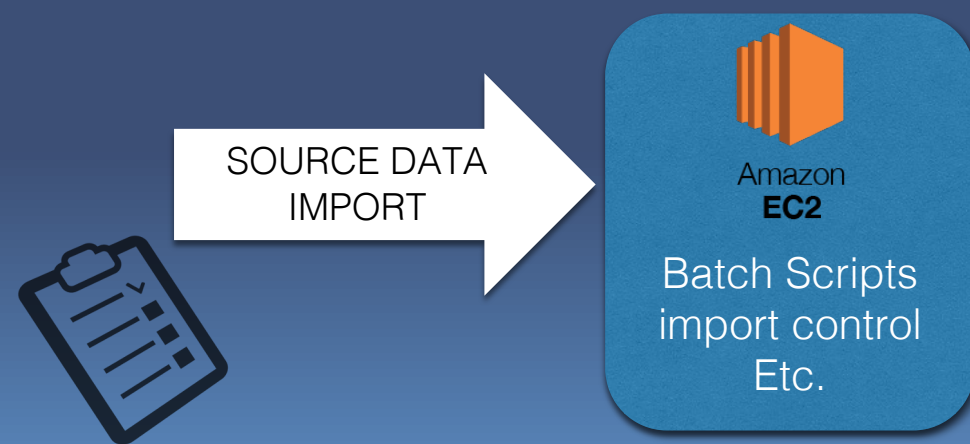 SOURCE DATA
IMPORT
Amazon
EC2
Batch Scripts
import control
Etc.